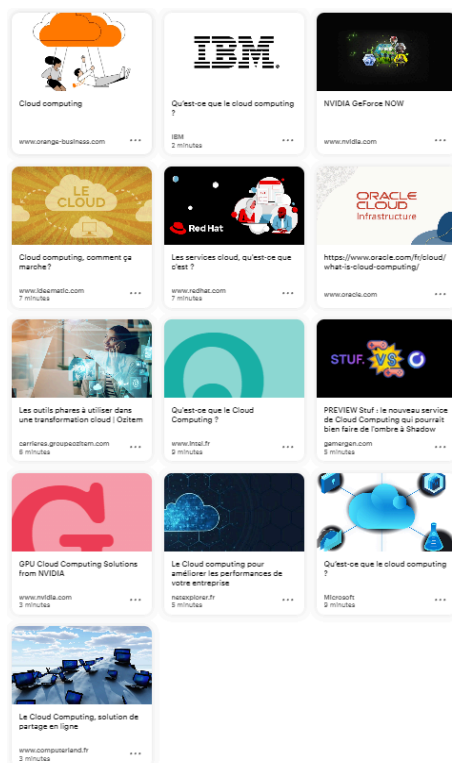 IBM.
Cloud computing
www.orange-business.com
Qu'est-ce que le cloud computing
?
IBM
2 minutes
NVIDIA GeForce NOW
www.nvidia.com
LE
CLOUD
Cloud computing, comment ça
marche?
www.ideematic.com
7 minutes
Red Hat
Les services cloud, qu'est-ce que
c'est ?
www.redhat.com
7 minutes
ORACLE
CLOUD
Infrastructure
https://www.oracle.com/fr/cloud/
what-is-cloud-computing/
www.oracle.com
Les outils phares à utiliser dans
une transformation cloud | Ozitem
carrieres.groupeozitem.com
6 minutes
Q
Qu'est-ce que le Cloud
Computing ?
www.intel.fr
9 minutes
STUF. VS
PREVIEW Stuf : le nouveau service
de Cloud Computing qui pourrait
bien faire de l'ombre à Shadow
gamergen.com
5 minutes
G
GPU Cloud Computing Solutions
from NVIDIA
www.nvidia.com
3 minutes
Le Cloud computing pour
améliorer les performances de
votre entreprise
netexplorer.fr
5 minutes
Qu'est-ce que le cloud computing
?
Microsoft
9 minutes
Le Cloud Computing, solution de
partage en ligne
www.computerland.fr
3 minutes